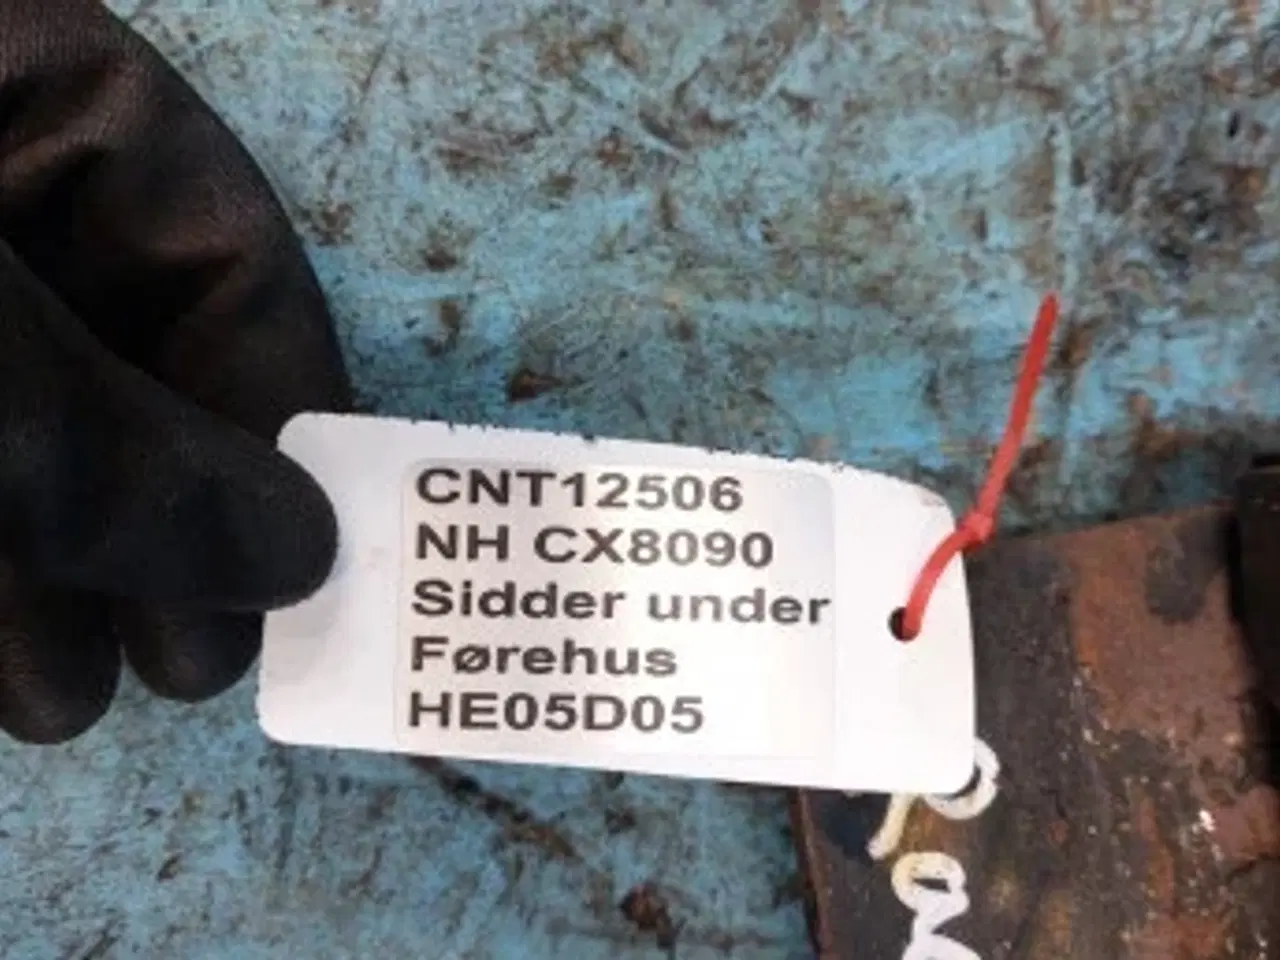 CNT12506
NH CX8090
Sidder under
Førehus
HE05D05